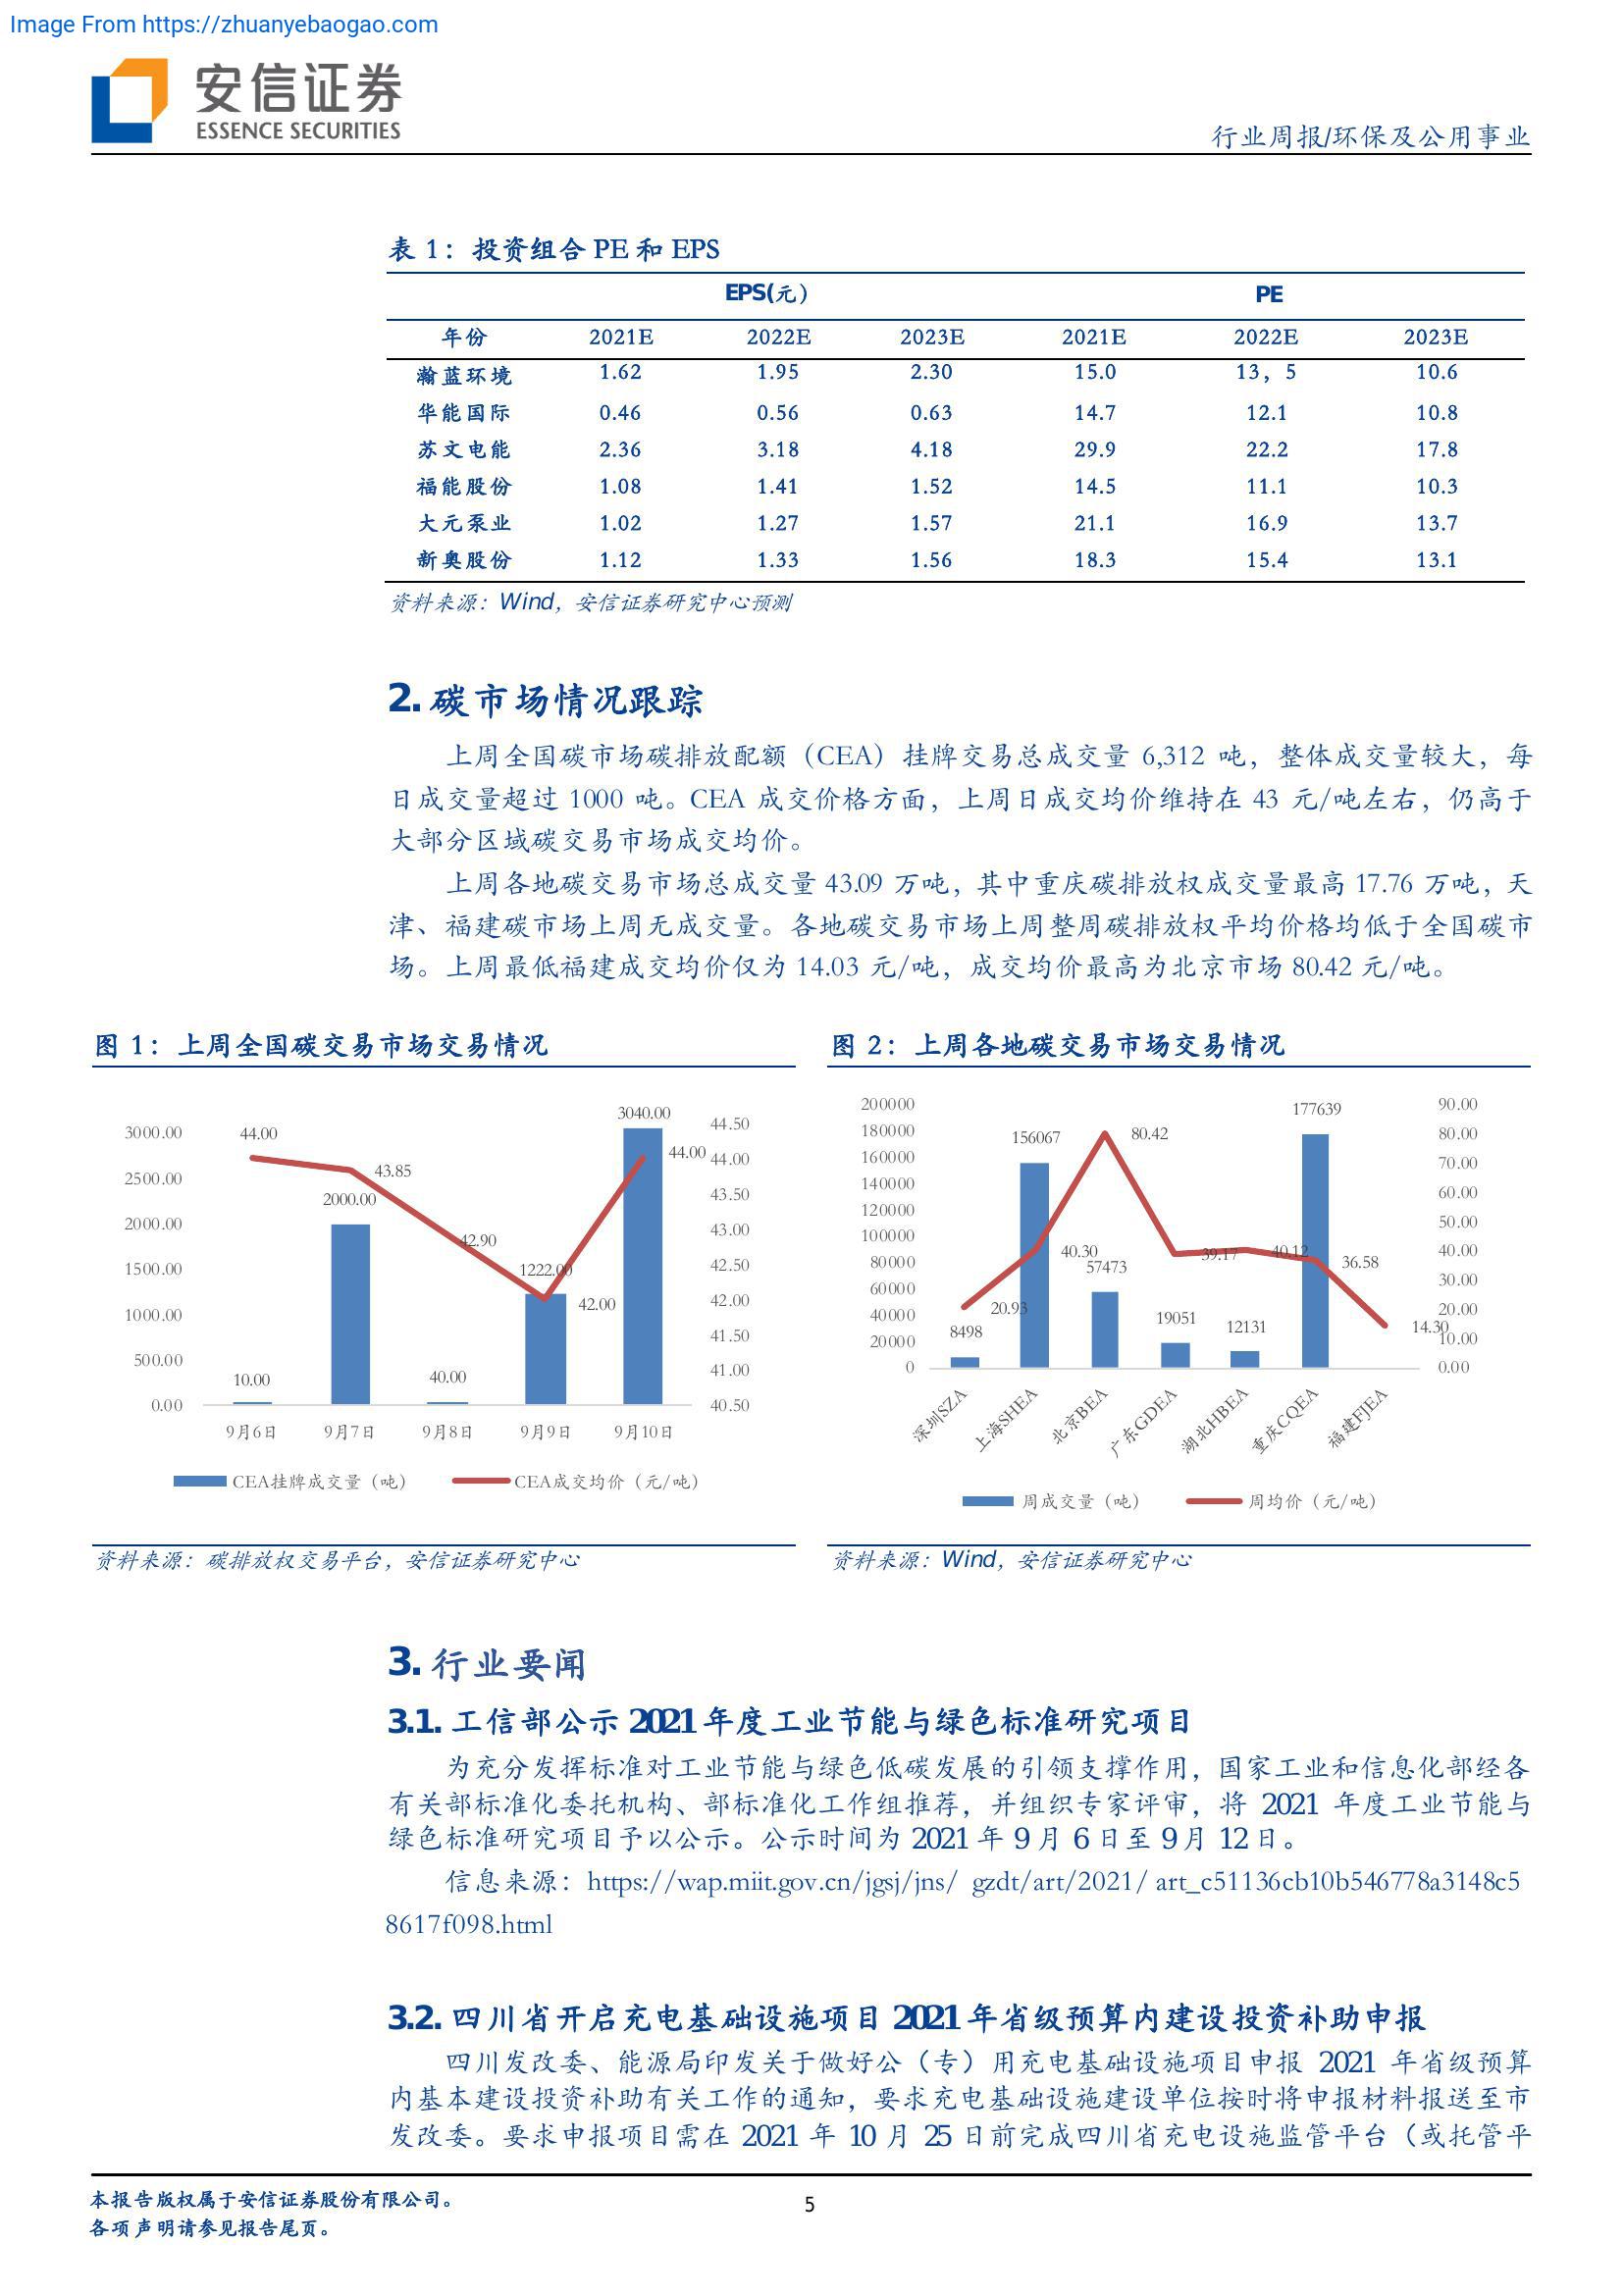 Image From https://zhuanyebaogao.com
安信证券
ESSENCE SECURITIES
行业周报/环保及公用事业
表 1：投资组合 PE 和 EPS
EPS(元） PE
年份 2021E 2022E 2023E 2021E 2022E 2023E
瀚蓝环境 1.62 1.95 2.30 15.0 13，5 10.6
华能国际 0.46 0.56 0.63 14.7 12.1 10.8
苏文电能 2.36 3.18 4.18 29.9 22.2 17.8
福能股份 1.08 1.41 1.52 14.5 11.1 10.3
大元泵业 1.02 1.27 1.57 21.1 16.9 13.7
新奥股份 1.12 1.33 1.56 18.3 15.4 13.1
资料来源：Wind，安信证券研究中心预测
2. 碳市场情况跟踪
上周全国碳市场碳排放配额（CEA）挂牌交易总成交量 6,312 吨，整体成交量较大，每
日成交量超过 1000 吨。CEA 成交价格方面，上周日成交均价维持在 43 元/吨左右，仍高于
大部分区域碳交易市场成交均价。
上周各地碳交易市场总成交量 43.09 万吨，其中重庆碳排放权成交量最高 17.76 万吨，天
津、福建碳市场上周无成交量。各地碳交易市场上周整周碳排放权平均价格均低于全国碳市
场。上周最低福建成交均价仅为 14.03 元/吨，成交均价最高为北京市场 80.42 元/吨。
图 1：上周全国碳交易市场交易情况
3000.00
2500.00
2000.00
1500.00
1000.00
500.00
0.00
44.00
43.85
42.90
42.00
44.00
10.00
2000.00
40.00
1222.00
3040.00
44.50
44.00
43.50
43.00
42.50
42.00
41.50
41.00
40.50
9月6日 9月7日 9月8日 9月9日 9月10日
CEA挂牌成交量（吨） CEA成交均价（元/吨）
资料来源：碳排放权交易平台，安信证券研究中心
图 2：上周各地碳交易市场交易情况
200000
180000
160000
140000
120000
100000
80000
60000
40000
20000
0
8498
156067
57473
19051
12131
177639
20.93
40.30
80.42
39.17
40.12
36.58
14.30
90.00
80.00
70.00
60.00
50.00
40.00
30.00
20.00
10.00
0.00
深圳SZA 上海SHEA 北京BEA 广东GDEA 湖北HBEA 重庆CQEA 福建FJEA
周成交量（吨） 周均价（元/吨）
资料来源：Wind，安信证券研究中心
3. 行业要闻
3.1. 工信部公示 2021 年度工业节能与绿色标准研究项目
为充分发挥标准对工业节能与绿色低碳发展的引领支撑作用，国家工业和信息化部经各
有关部标准化委托机构、部标准化工作组推荐，并组织专家评审，将 2021 年度工业节能与
绿色标准研究项目予以公示。公示时间为 2021 年 9 月 6 日至 9 月 12 日。
信息来源：https://wap.miit.gov.cn/jgsj/jns/ gzdt/art/2021/ art_c51136cb10b546778a3148c5
8617f098.html
3.2. 四川省开启充电基础设施项目 2021 年省级预算内建设投资补助申报
四川发改委、能源局印发关于做好公（专）用充电基础设施项目申报 2021 年省级预算
内基本建设投资补助有关工作的通知，要求充电基础设施建设单位按时将申报材料报送至市
发改委。要求申报项目需在 2021 年 10 月 25 日前完成四川省充电设施监管平台（或托管平
本报告版权属于安信证券股份有限公司。
各项声明请参见报告尾页。
5